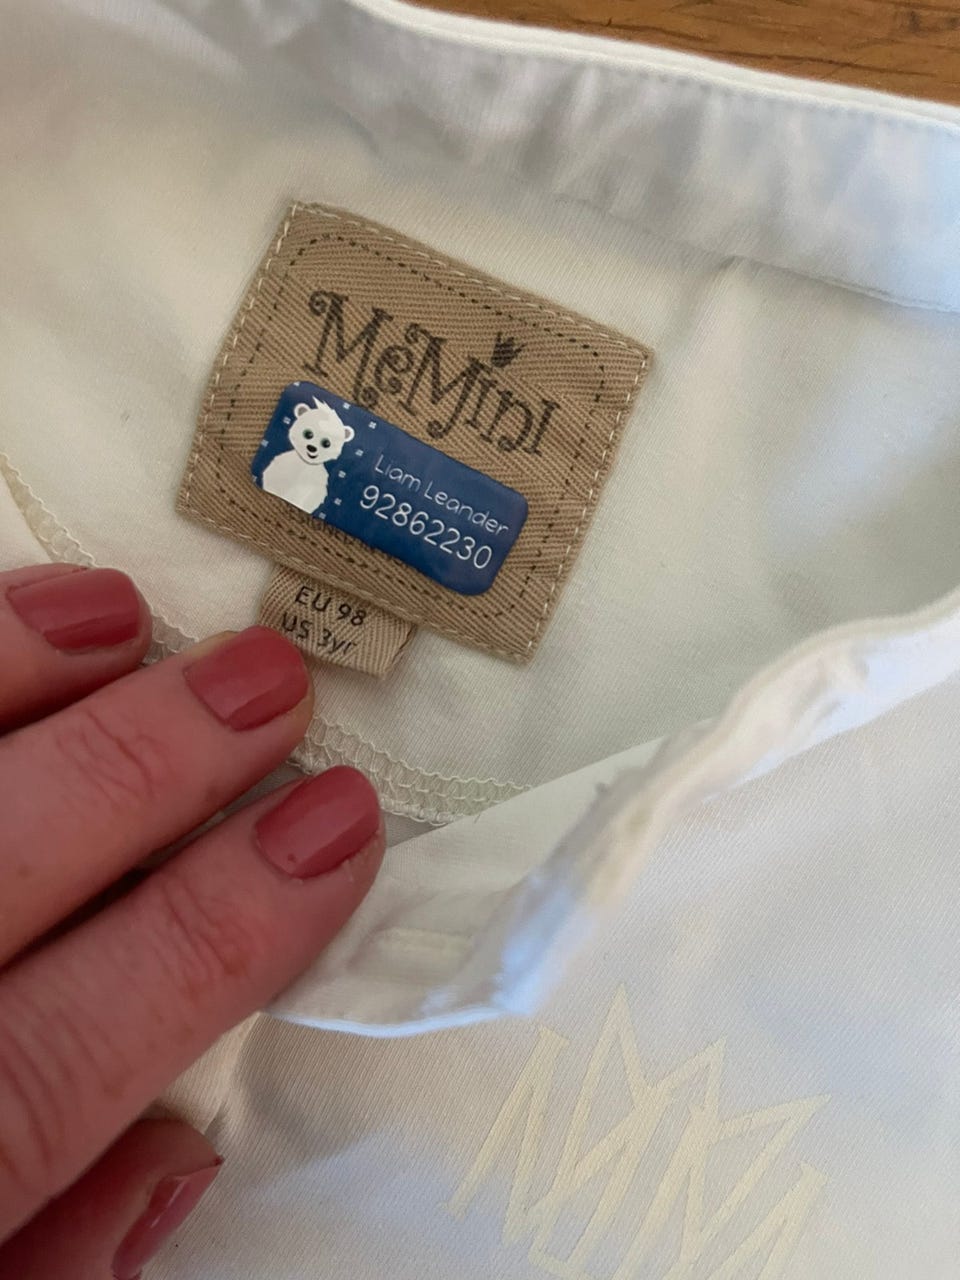 MeMini
Liam Leander
92862230
EU 98
US 3yr